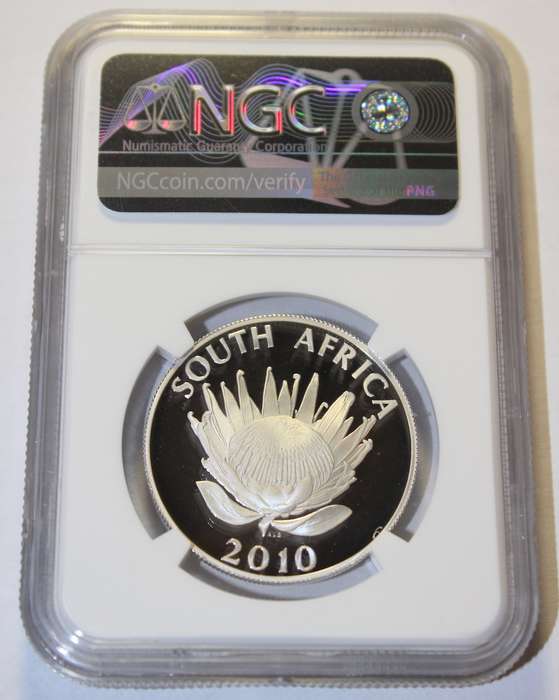 NGC
Numismatic Guaranty Corporation
NGCcoin.com/verify
PNG
SOUTH AFRICA
2010